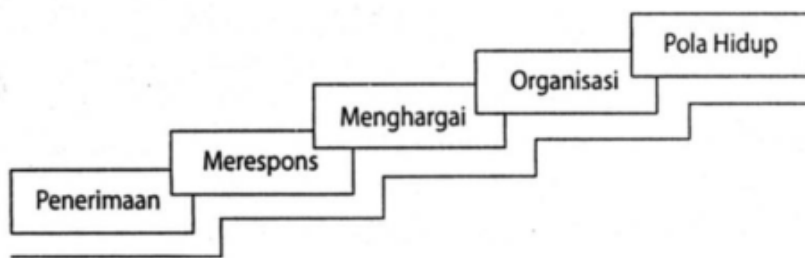 Pola Hidup
Organisasi
Menghargai
Merespons
Penerimaan